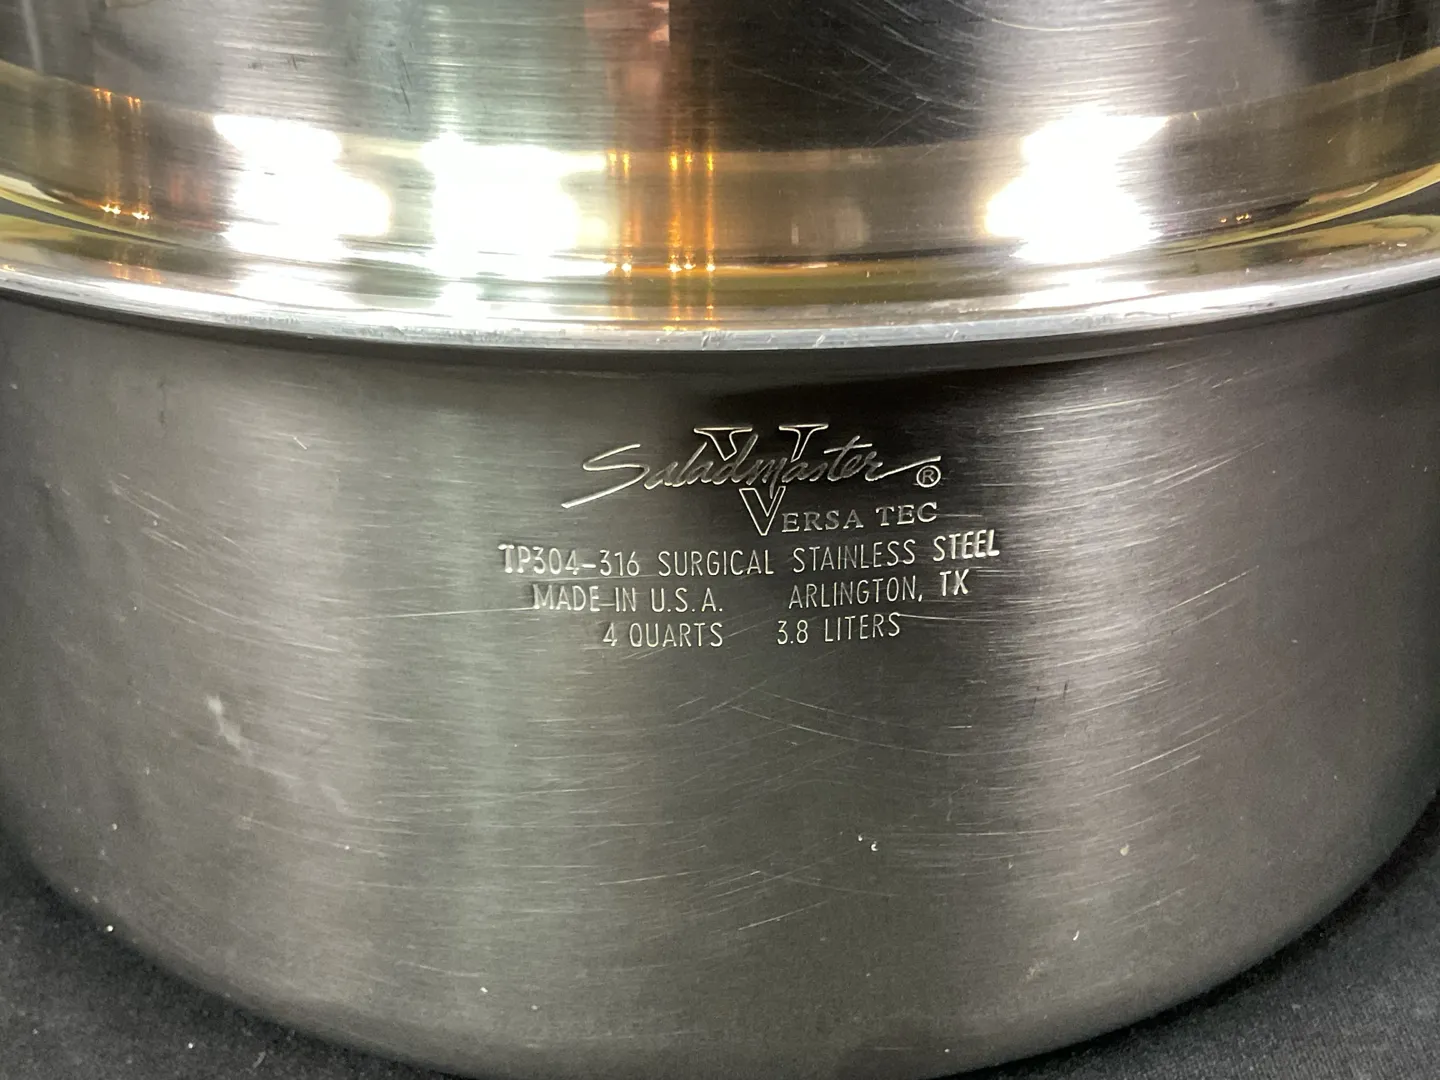 Saladmaster®
VERSA TEC
TP304-316 SURGICAL STAINLESS STEEL
MADE IN U.S.A. ARLINGTON, TX
4 QUARTS 3.8 LITERS